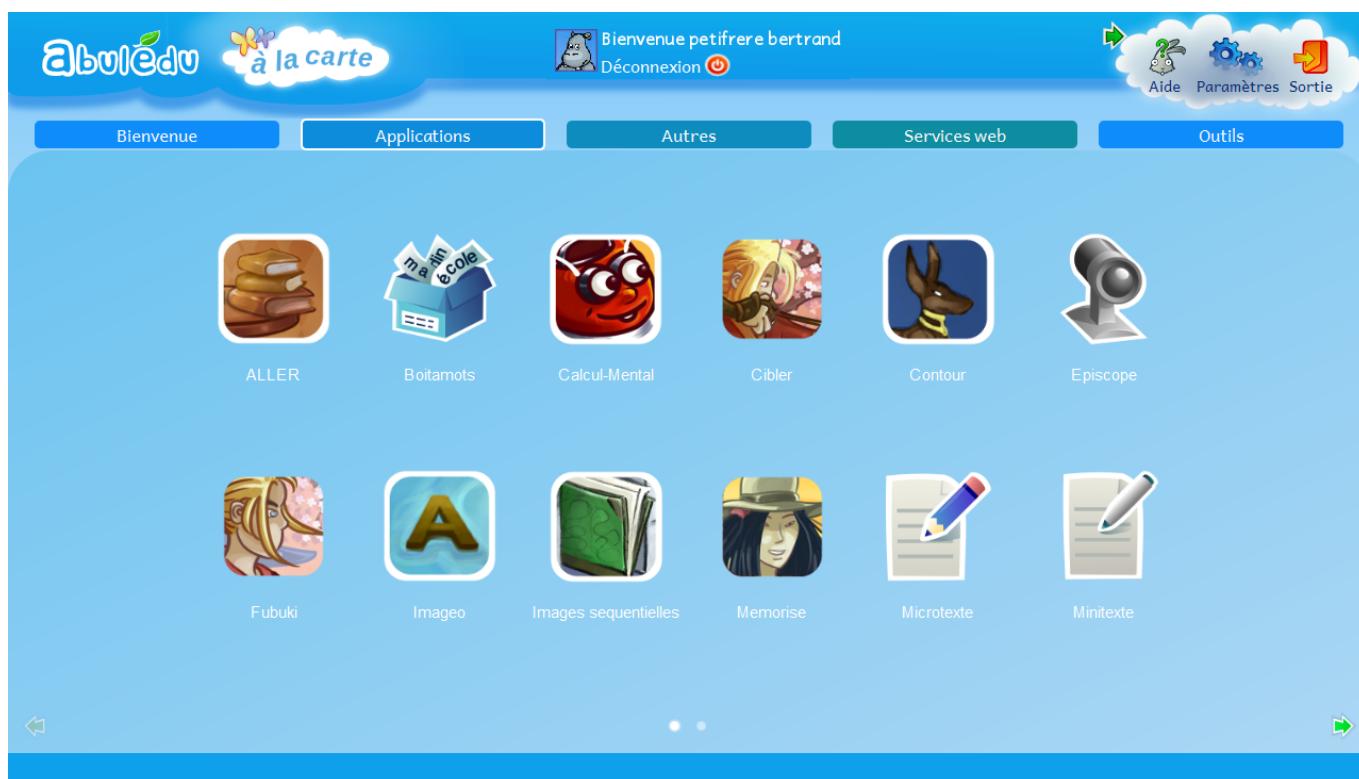 abulédu
à la carte
Bienvenue petifrere bertrand
Déconnexion
Aide Paramètres Sortie
Bienvenue Applications Autres Services web Outils
ma din école
ALLER Boitamots Calcul-Mental Cibler Contour Episcope
A
Fubuki Imageo Images sequentielles Memorise Microtexte Minitexte